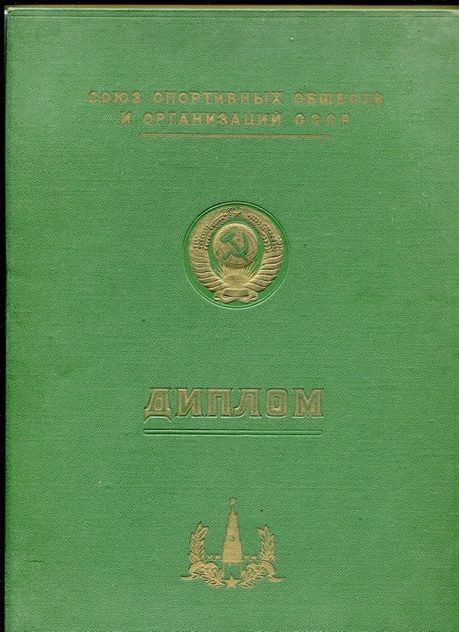 СОЮЗ СПОРТИВНЫХ ОБЩЕСТВ
И ОРГАНИЗАЦИЙ СССР
ДИПЛОМ